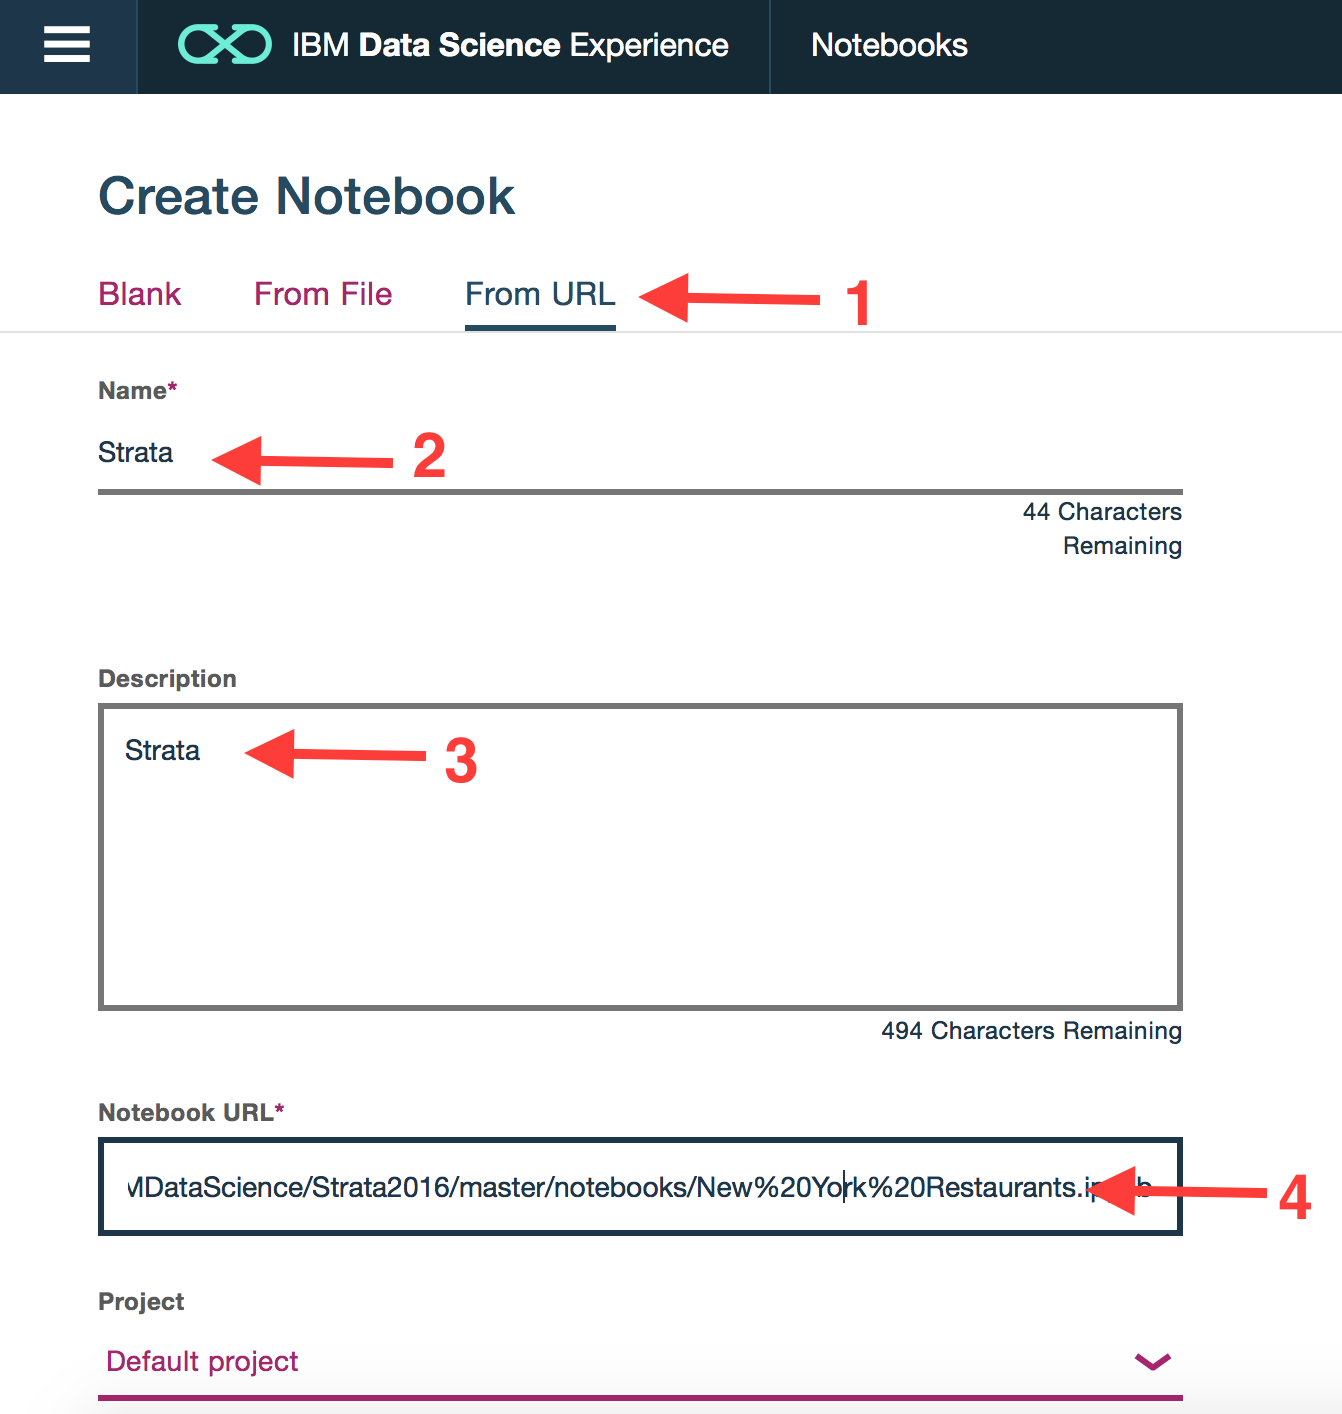 IBM Data Science Experience Notebooks
Create Notebook
Blank From File From URL 1
Name*
Strata 2
44 Characters
Remaining
Description
Strata 3
494 Characters Remaining
Notebook URL*
MDataScience/Strata2016/master/notebooks/New%20York%20Restaurants. 4
Project
Default project